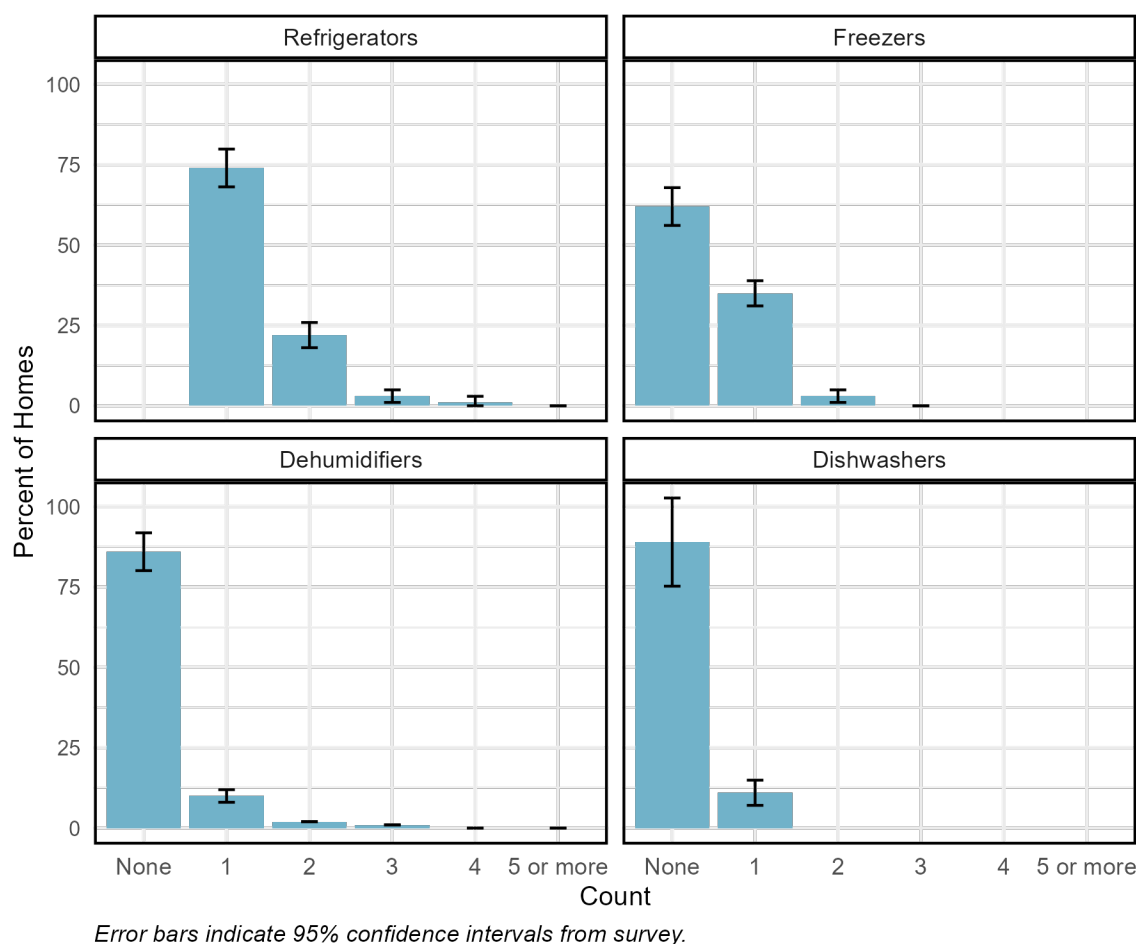 Refrigerators
Freezers
100
75
50
25
0
Dehumidifiers
Dishwashers
100
75
50
25
0
Percent of Homes
None 1 2 3 4 5 or more
None 1 2 3 4 5 or more
Count
Error bars indicate 95% confidence intervals from survey.